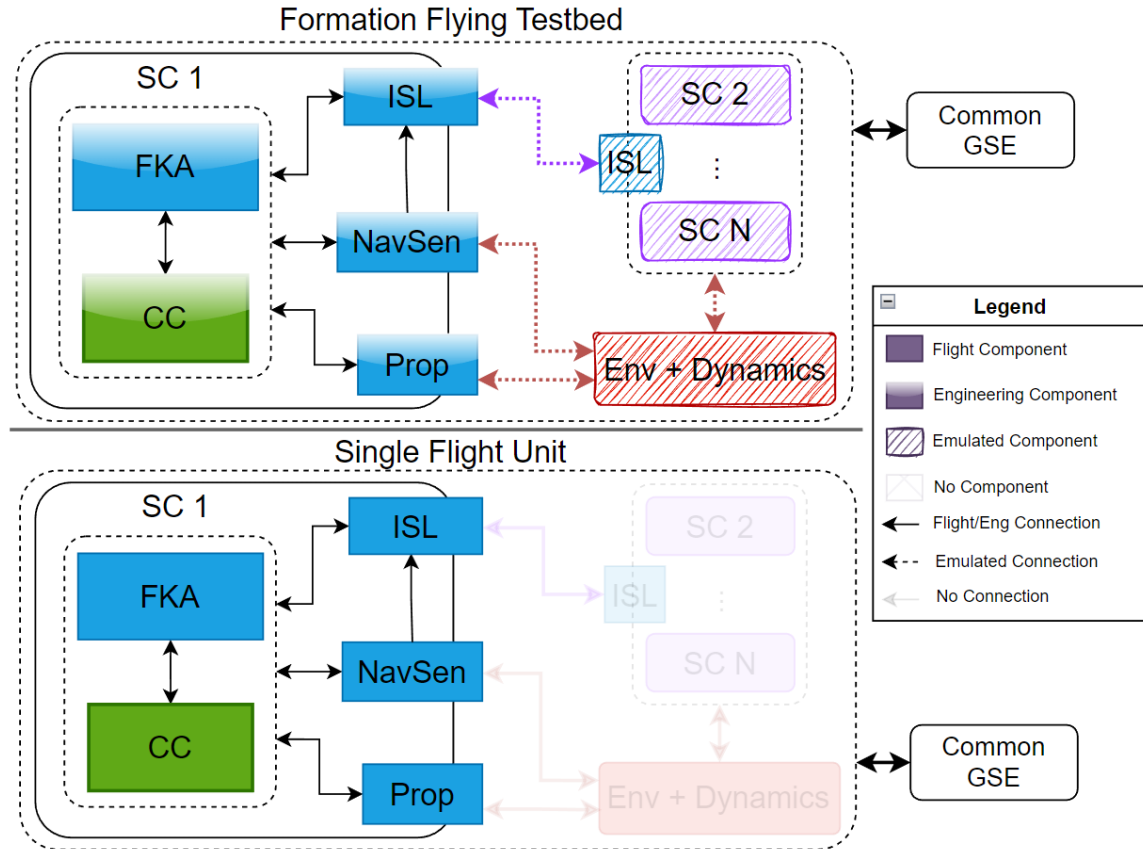 Formation Flying Testbed
SC 1
ISL
FKA
NavSen
CC
Prop
SC 2
ISL
⋮
SC N
Env + Dynamics
Common
GSE
Legend
Flight Component
Engineering Component
Emulated Component
No Component
Flight/Eng Connection
Emulated Connection
No Connection
Single Flight Unit
SC 1
ISL
FKA
NavSen
CC
Prop
SC 2
ISL
⋮
SC N
Env + Dynamics
Common
GSE